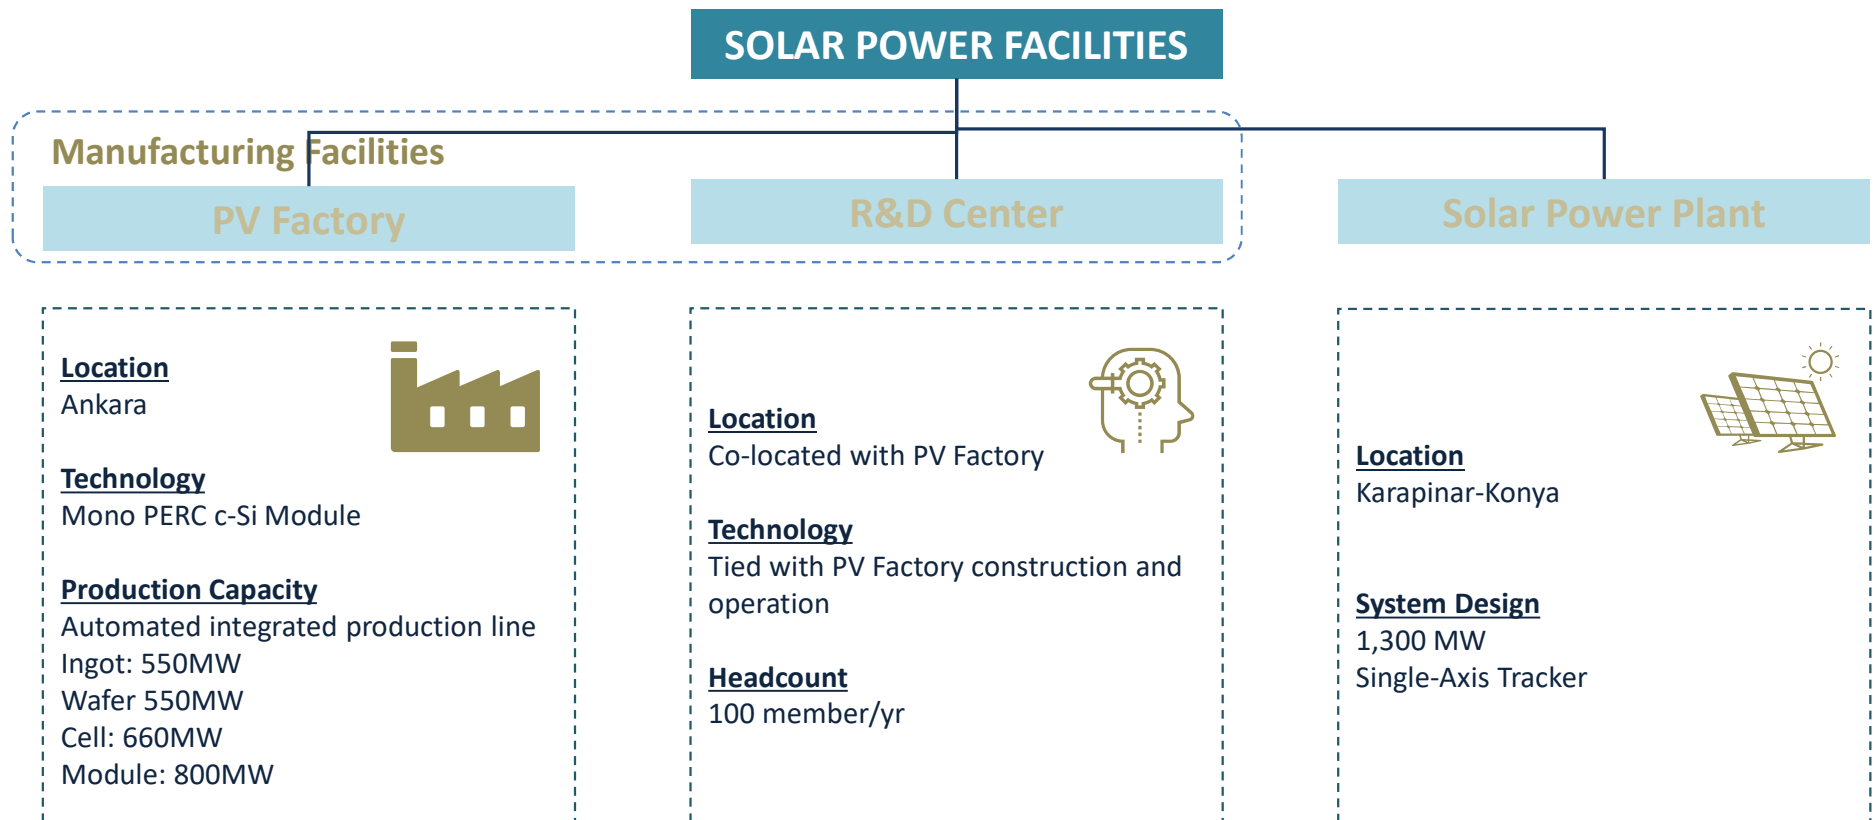 SOLAR POWER FACILITIES
Manufacturing Facilities
PV Factory
R&D Center
Solar Power Plant
Location
Ankara
Technology
Mono PERC c-Si Module
Production Capacity
Automated integrated production line
Ingot: 550MW
Wafer 550MW
Cell: 660MW
Module: 800MW
Location
Co-located with PV Factory
Technology
Tied with PV Factory construction and
operation
Headcount
100 member/yr
Location
Karapinar-Konya
System Design
1,300 MW
Single-Axis Tracker